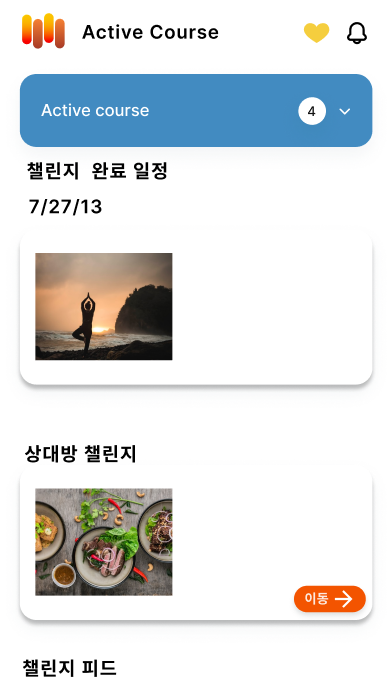 Active Course
Active course
4
챌린지 완료 일정
7/27/13
상대방 챌린지
이동
챌린지 피드